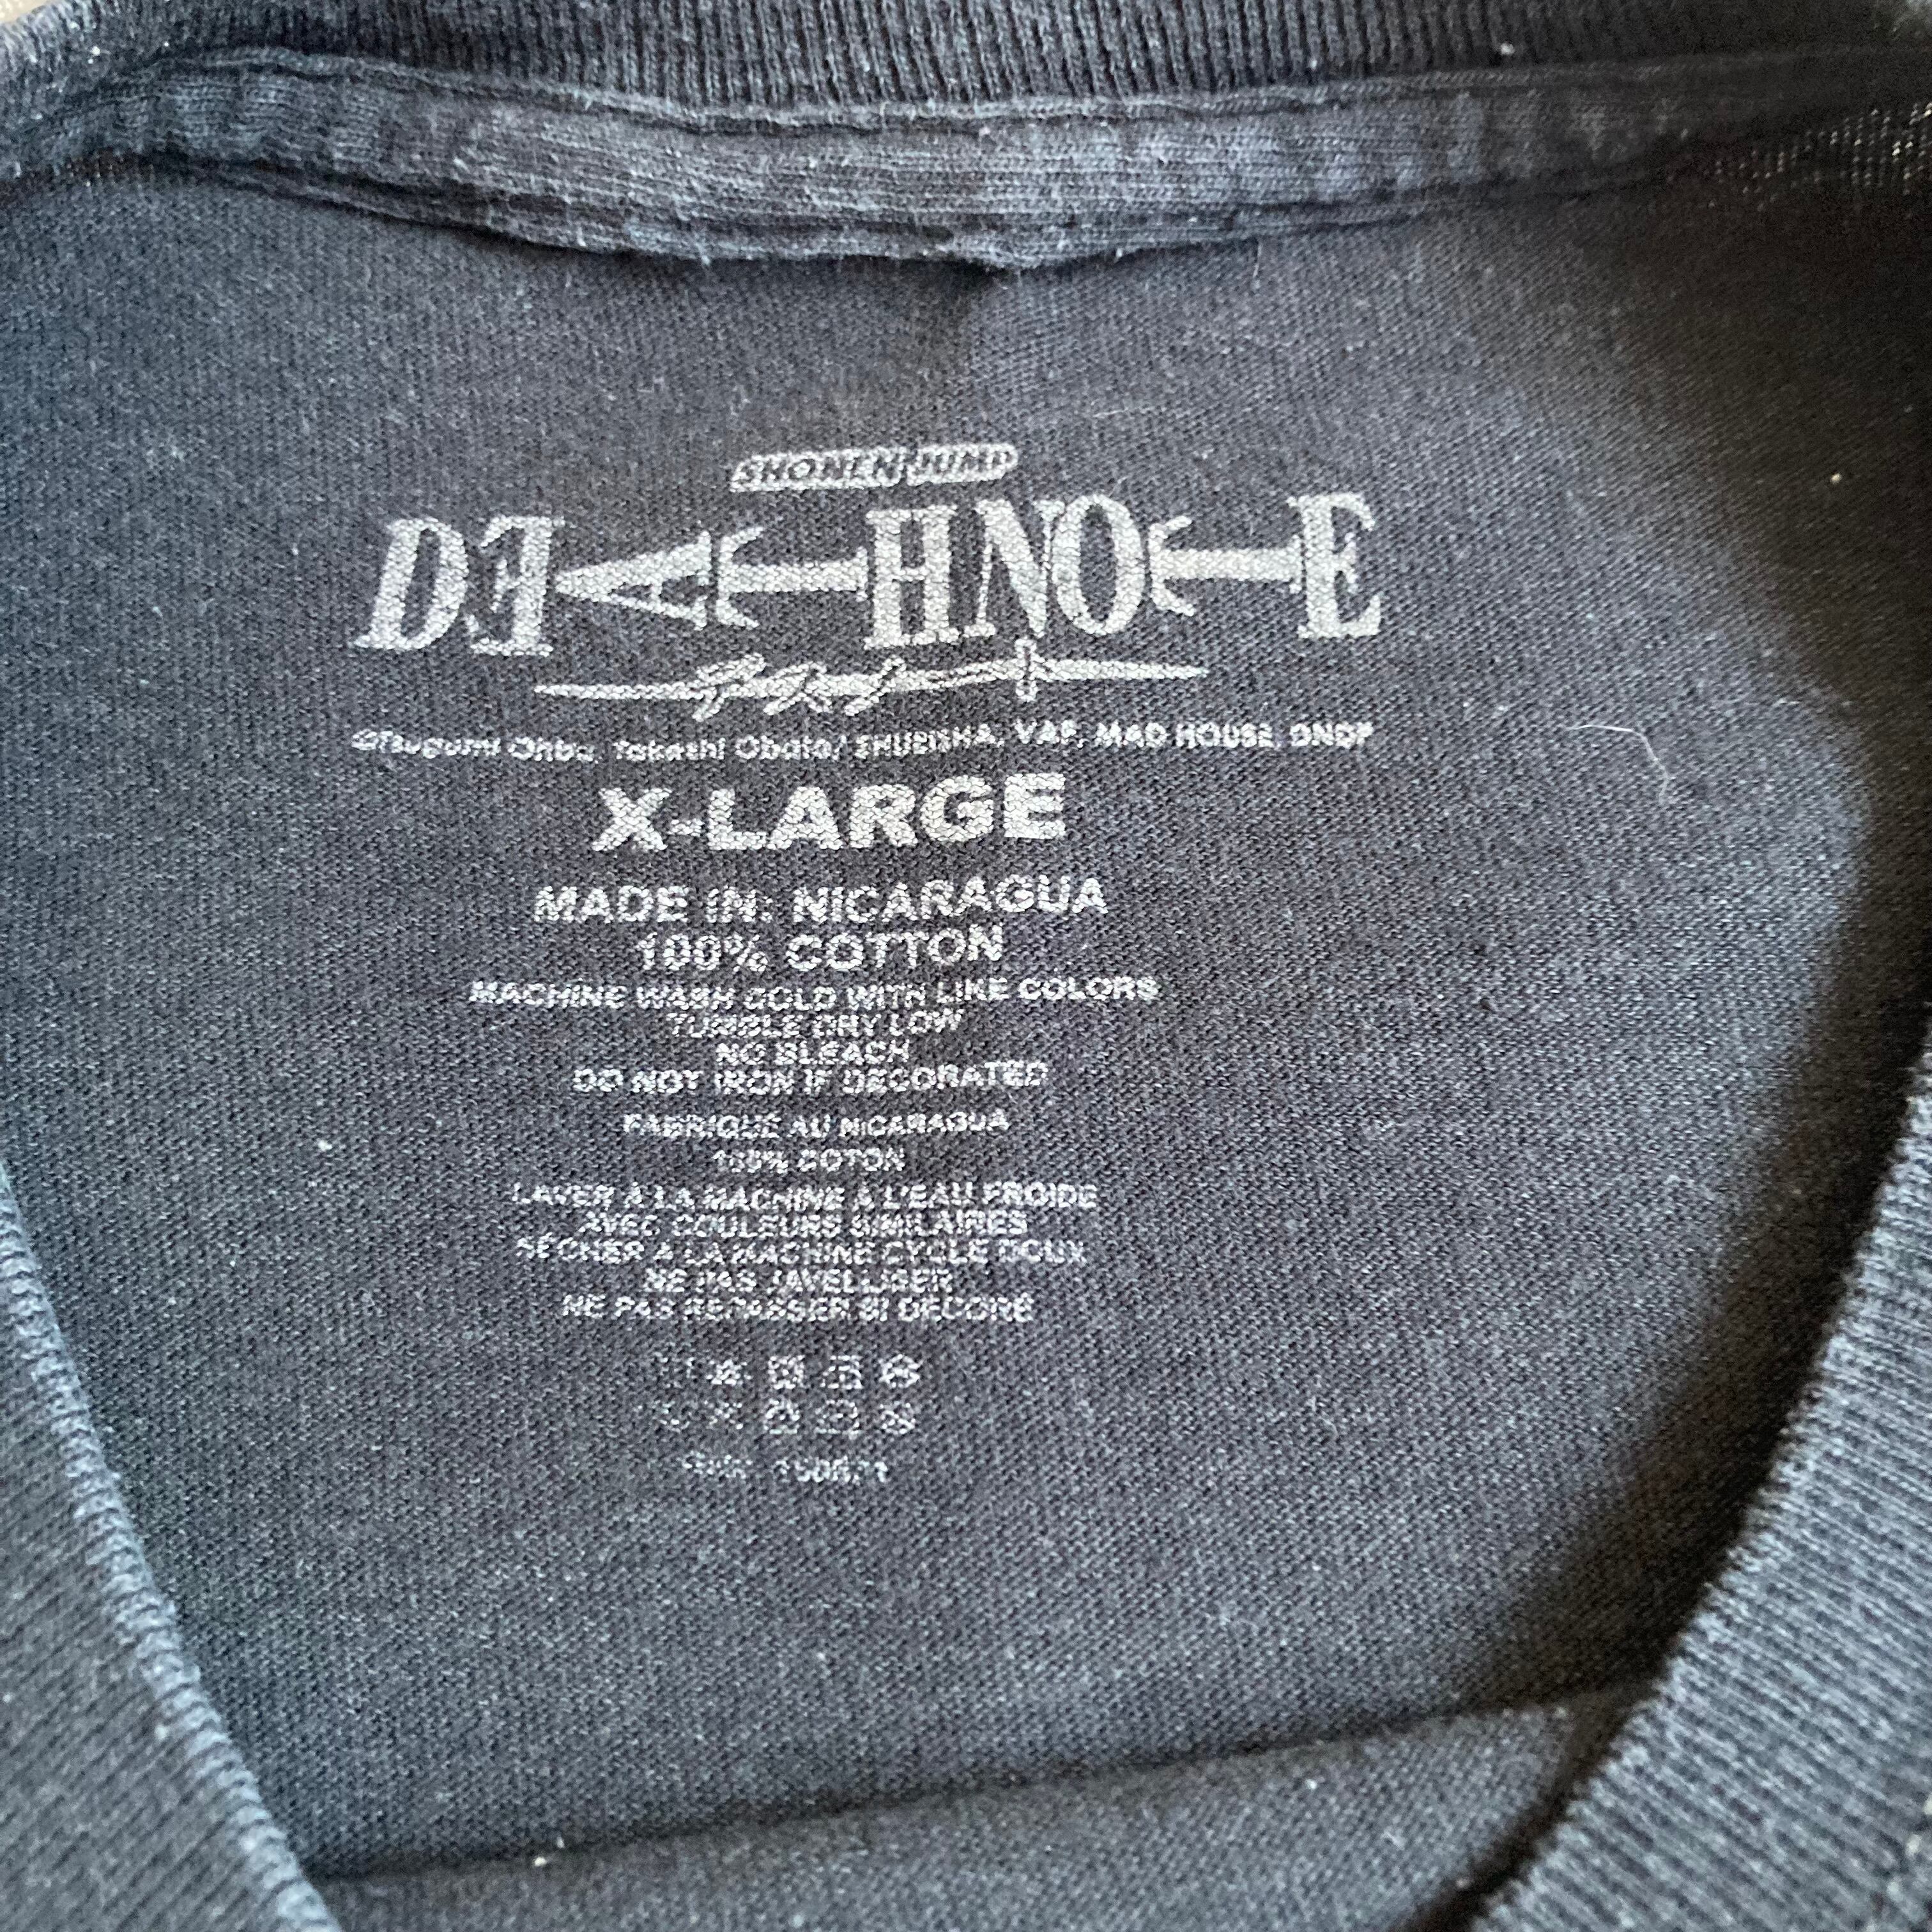 SHONEN JUMP
DEATH NOTE
©Tsugumi Ohba, Takeshi Obata/ SHUEISHA, VAP, MAD HOUSE, DNDP
X-LARGE
MADE IN: NICARAGUA
100% COTTON
MACHINE WASH COLD WITH LIKE COLORS
TUMBLE DRY LOW
NO BLEACH
DO NOT IRON IF DECORATED
FABRIQUÉ AU NICARAGUA
100% COTON
LAVER À LA MACHINE À L'EAU FROIDE
AVEC COULEURS SIMILAIRES
SÉCHER À LA MACHINE CYCLE DOUX
NE PAS JAVELLISER
NE PAS REPASSER SI DÉCORÉ